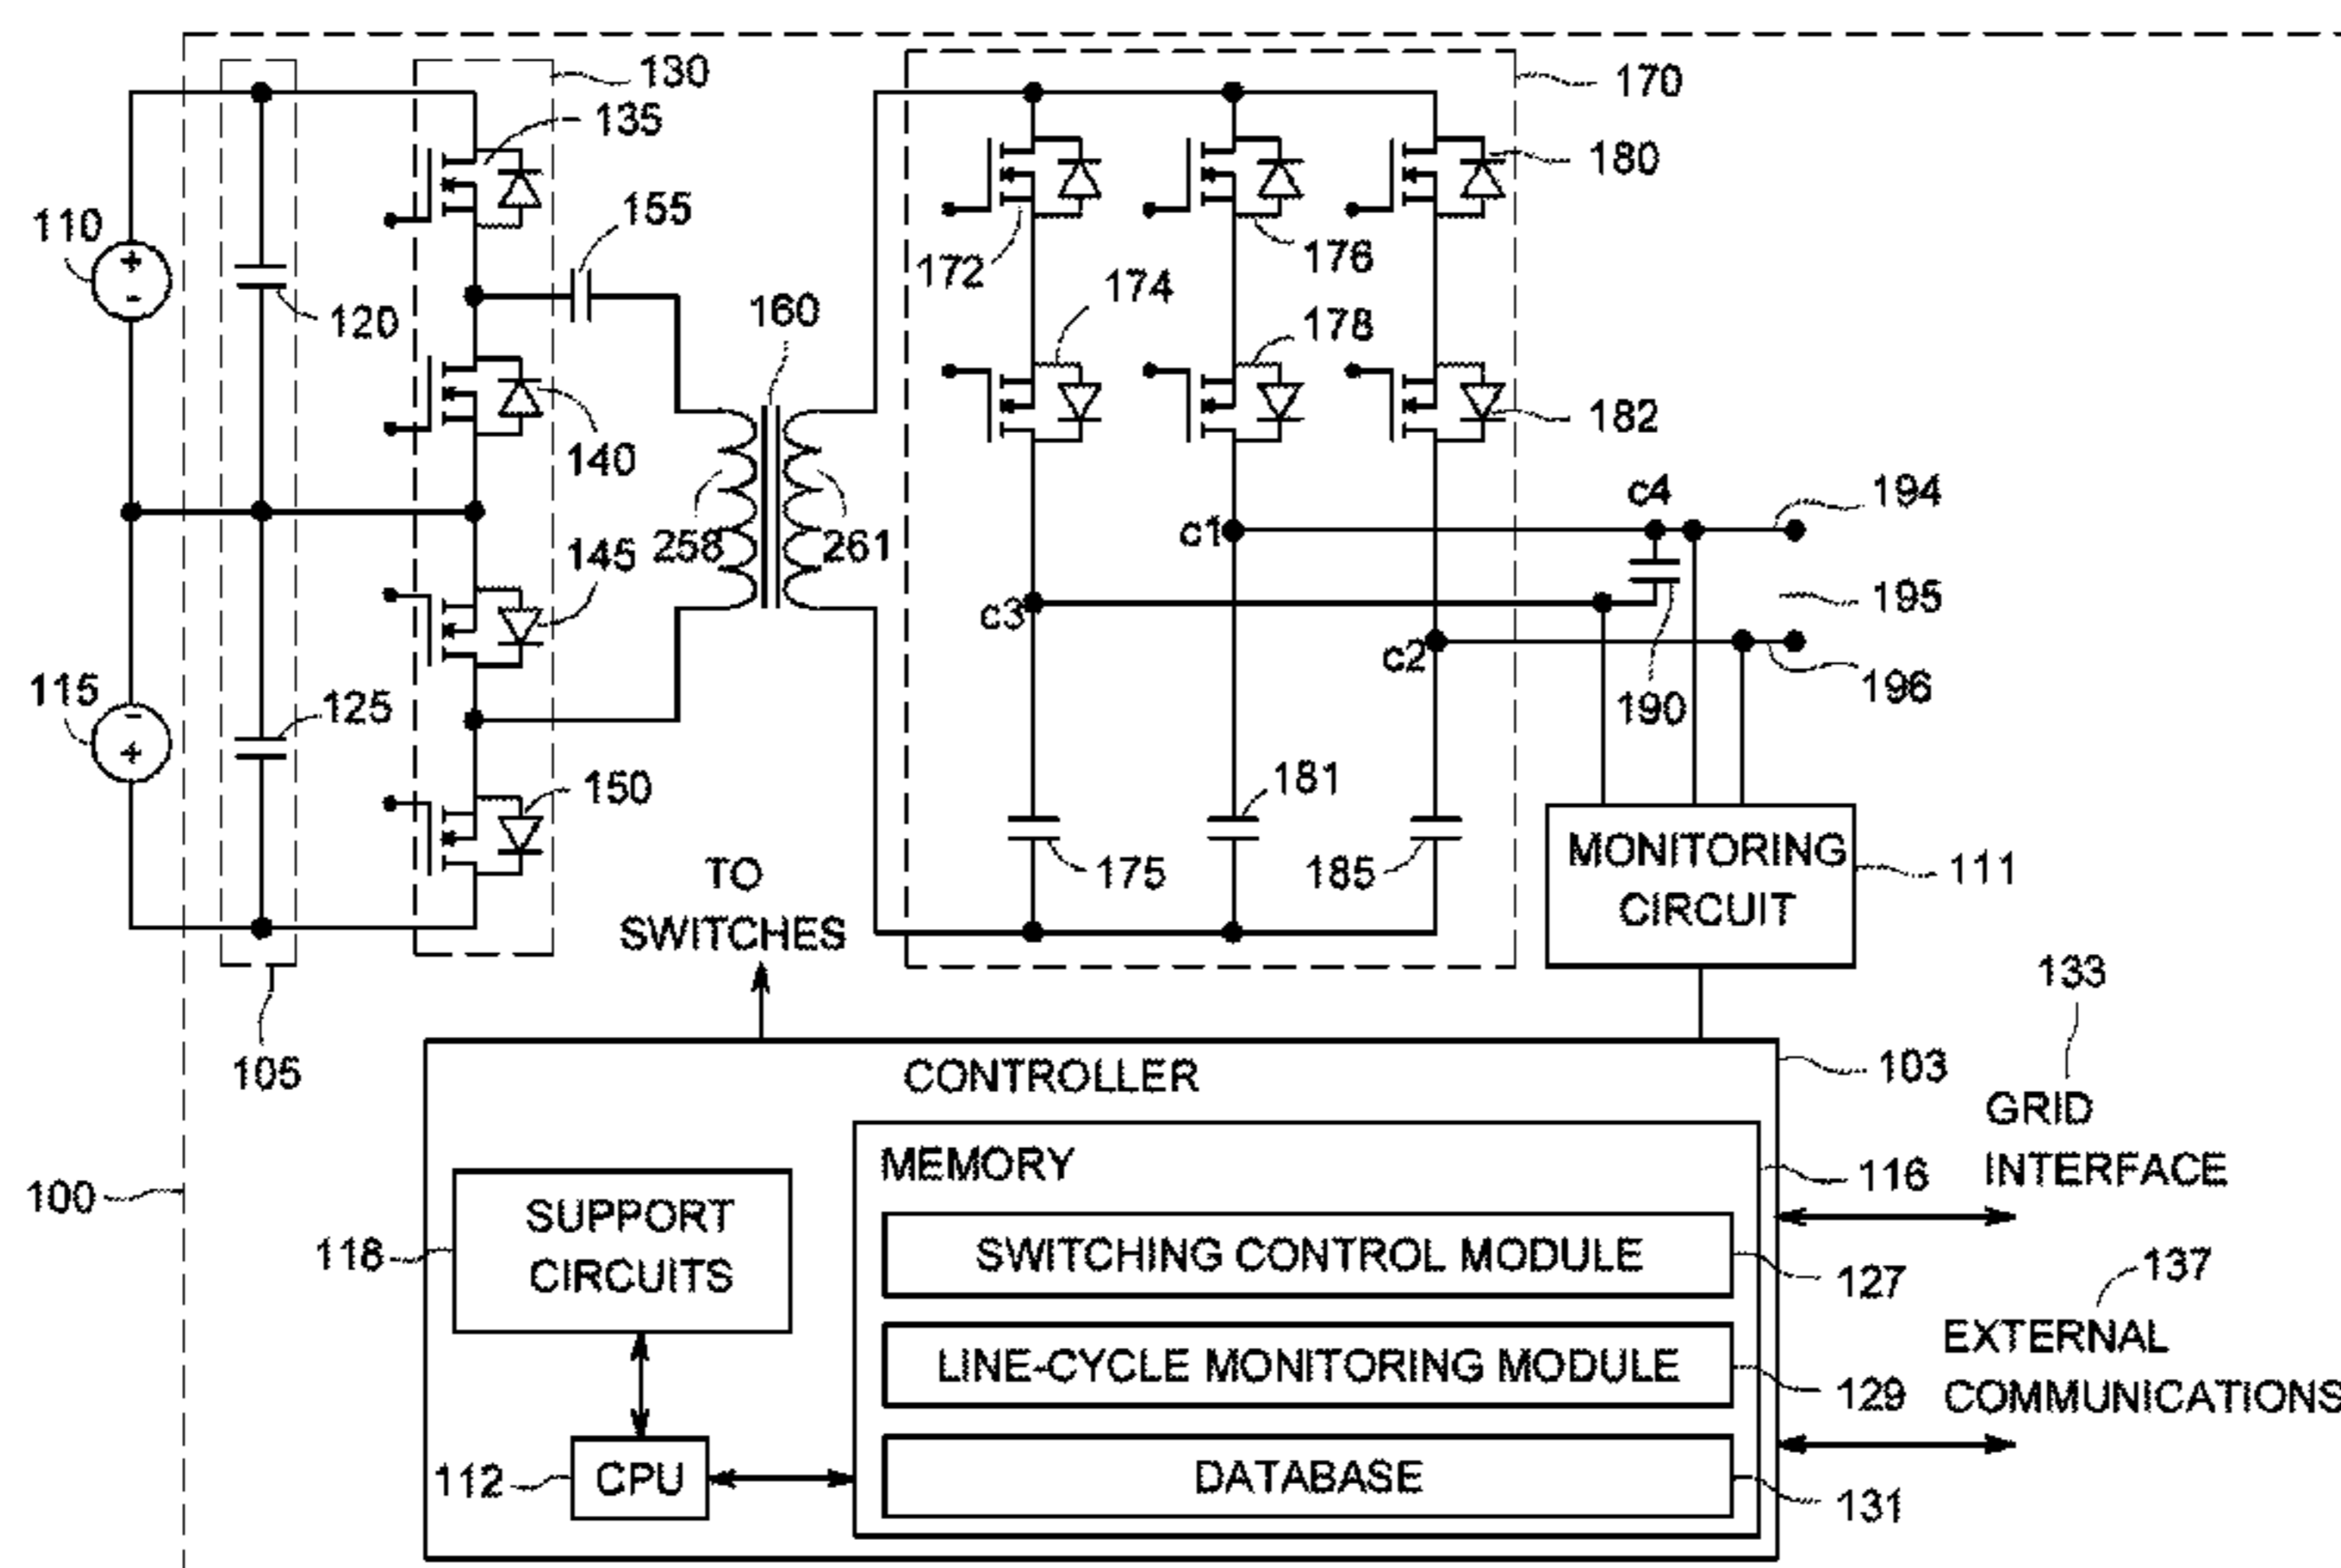 130
170
135
180
155
110
+
-
172
176
174
120
160
178
140
182
c4
194
c1
145
258
261
195
c3
c2
115
-
+
125
190
196
150
181
TO
SWITCHES
175
185
MONITORING
CIRCUIT
111
133
105
CONTROLLER
103
GRID
INTERFACE
MEMORY
116
100
SUPPORT
CIRCUITS
118
SWITCHING CONTROL MODULE
127
137
EXTERNAL
COMMUNICATIONS
LINE-CYCLE MONITORING MODULE
129
112
CPU
DATABASE
131